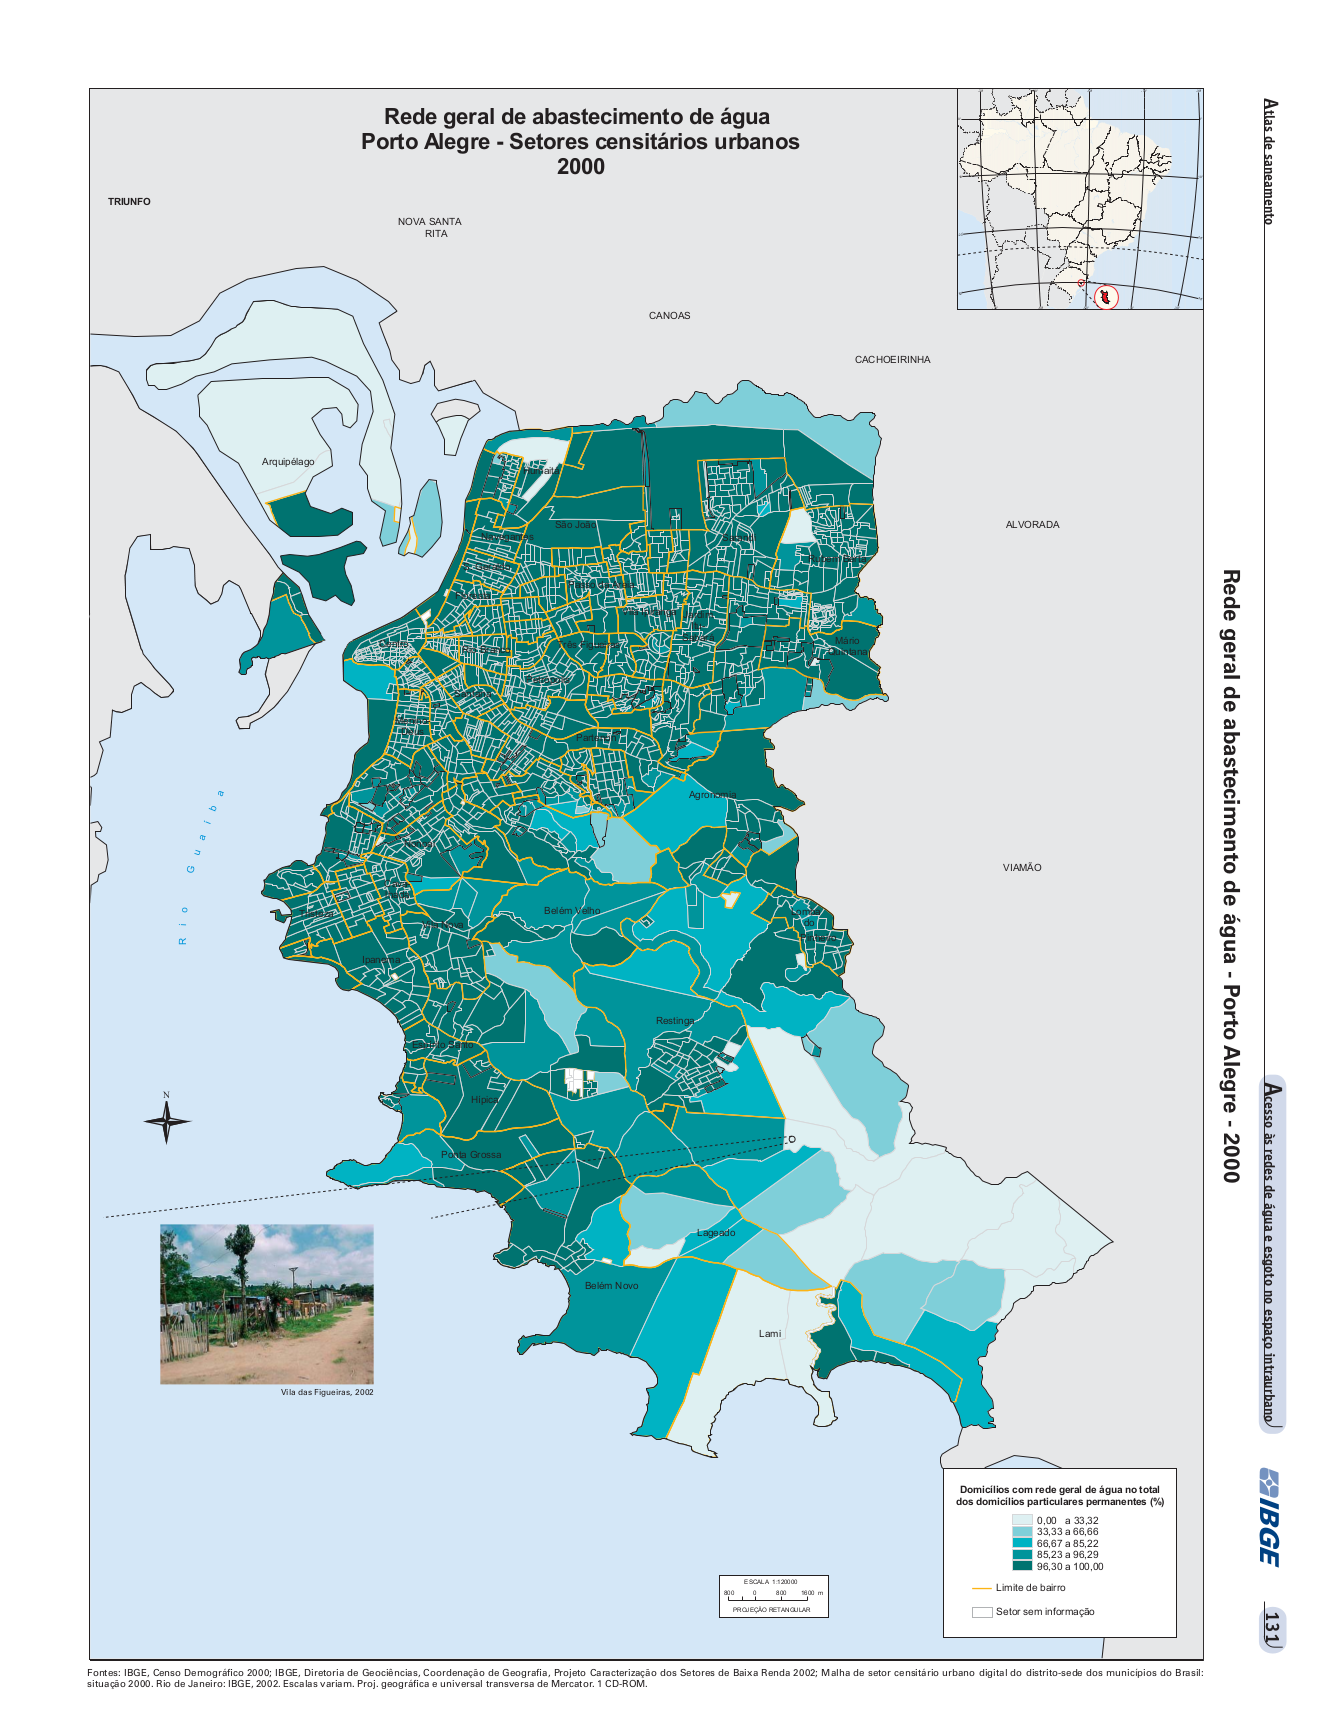 Rede geral de abastecimento de água
Porto Alegre - Setores censitários urbanos
2000
TRIUNFO
NOVA SANTA
RITA
CANOAS
CACHOEIRINHA
Arquipélago
Humaitá
São João
ALVORADA
Mário
Quintana
Partenon
Agronomia
VIAMÃO
Rio Guaíba
Belém Velho
Tristeza
Ipanema
Restinga
Espírito Santo
Hípica
N
Ponta Grossa
Lageado
Belém Novo
Lami
Vila das Figueiras, 2002
Domicílios com rede geral de água no total
dos domicílios particulares permanentes (%)
0,00 a 33,32
33,33 a 66,66
66,67 a 85,22
85,23 a 96,29
96,30 a 100,00
Limite de bairro
Setor sem informação
ESCALA 1:120000
800 0 800 1600 m
PROJEÇÃO RETANGULAR
Fontes: IBGE, Censo Demográfico 2000; IBGE, Diretoria de Geociências, Coordenação de Geografia, Projeto Caracterização dos Setores de Baixa Renda 2002; Malha de setor censitário urbano digital do distrito-sede dos municípios do Brasil:
situação 2000. Rio de Janeiro: IBGE, 2002. Escalas variam. Proj. geográfica e universal transversa de Mercator. 1 CD-ROM.
Atlas de saneamento
Rede geral de abastecimento de água - Porto Alegre - 2000
Acesso às redes de água e esgoto no espaço intraurbano
IBGE
131